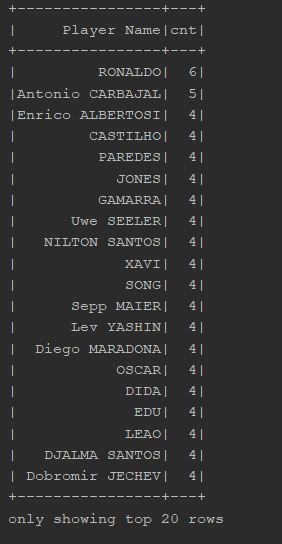 +----------------+---+
|     Player Name|cnt|
+----------------+---+
|         RONALDO|  6|
|Antonio CARBAJAL|  5|
|Enrico ALBERTOSI|  4|
|        CASTILHO|  4|
|         PAREDES|  4|
|           JONES|  4|
|         GAMARRA|  4|
|      Uwe SEELER|  4|
|   NILTON SANTOS|  4|
|            XAVI|  4|
|            SONG|  4|
|      Sepp MAIER|  4|
|      Lev YASHIN|  4|
|  Diego MARADONA|  4|
|           OSCAR|  4|
|            DIDA|  4|
|             EDU|  4|
|            LEAO|  4|
|   DJALMA SANTOS|  4|
| Dobromir JECHEV|  4|
+----------------+---+
only showing top 20 rows